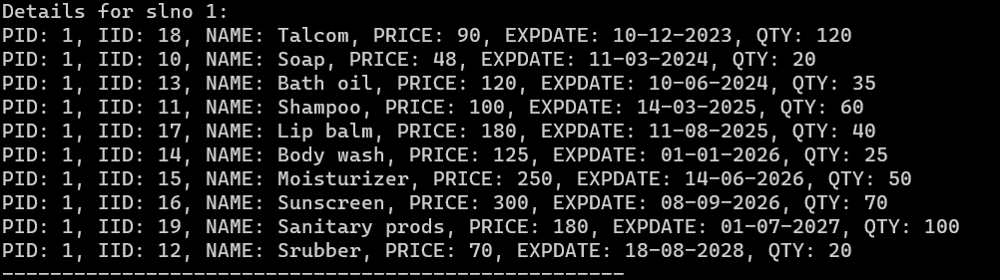 Details for slno 1:
PID: 1, IID: 18, NAME: Talcom, PRICE: 90, EXPDATE: 10-12-2023, QTY: 120
PID: 1, IID: 10, NAME: Soap, PRICE: 48, EXPDATE: 11-03-2024, QTY: 20
PID: 1, IID: 13, NAME: Bath oil, PRICE: 120, EXPDATE: 10-06-2024, QTY: 35
PID: 1, IID: 11, NAME: Shampoo, PRICE: 100, EXPDATE: 14-03-2025, QTY: 60
PID: 1, IID: 17, NAME: Lip balm, PRICE: 180, EXPDATE: 11-08-2025, QTY: 40
PID: 1, IID: 14, NAME: Body wash, PRICE: 125, EXPDATE: 01-01-2026, QTY: 25
PID: 1, IID: 15, NAME: Moisturizer, PRICE: 250, EXPDATE: 14-06-2026, QTY: 50
PID: 1, IID: 16, NAME: Sunscreen, PRICE: 300, EXPDATE: 08-09-2026, QTY: 70
PID: 1, IID: 19, NAME: Sanitary prods, PRICE: 180, EXPDATE: 01-07-2027, QTY: 100
PID: 1, IID: 12, NAME: Srubber, PRICE: 70, EXPDATE: 18-08-2028, QTY: 20
----------------------------------------------------